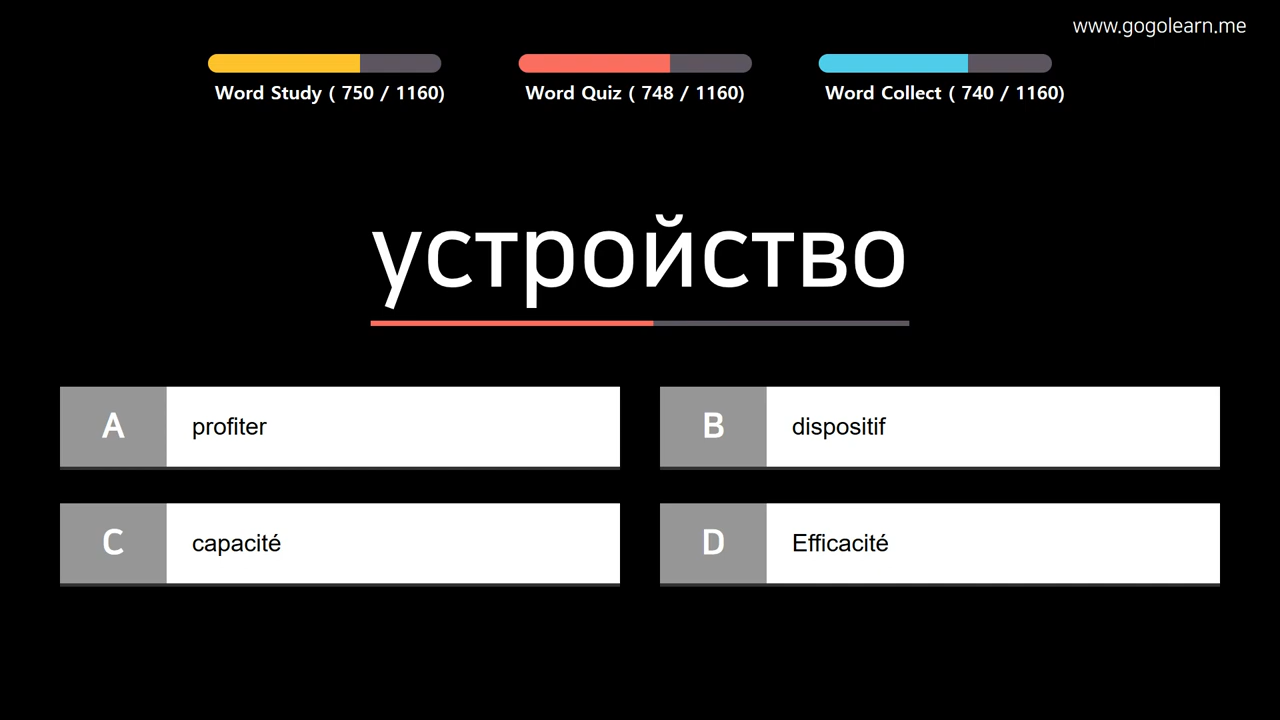 www.gogolearn.me
Word Study ( 750 / 1160)
Word Quiz ( 748 / 1160)
Word Collect ( 740 / 1160)
устройство
A profiter
B dispositif
C capacité
D Efficacité